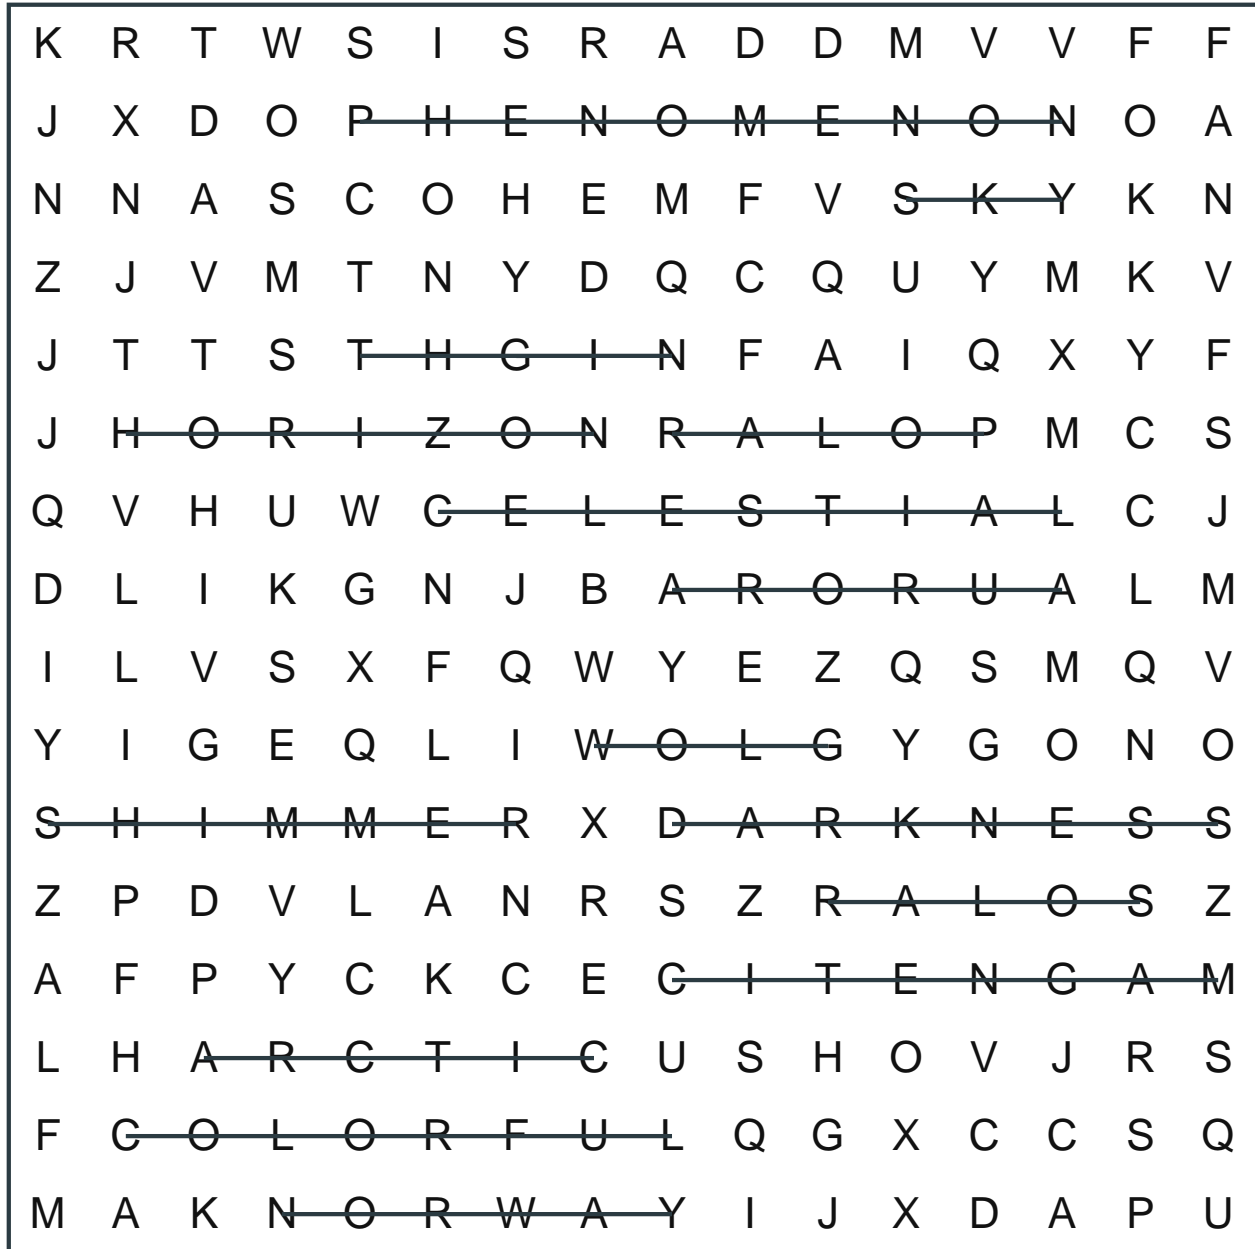 K R T W S I S R A D D M V V F F
J X D O P H E N O M E N O N O A
N N A S C O H E M F V S K Y K N
Z J V M T N Y D Q C Q U Y M K V
J T T S T H G I N F A I Q X Y F
J H O R I Z O N R A L O P M C S
Q V H U W C E L E S T I A L C J
D L I K G N J B A R O R U A L M
I L V S X F Q W Y E Z Q S M Q V
Y I G E Q L I W O L G Y G O N O
S H I M M E R X D A R K N E S S
Z P D V L A N R S Z R A L O S Z
A F P Y C K C E C I T E N G A M
L H A R C T I C U S H O V J R S
F C O L O R F U L Q G X C C S Q
M A K N O R W A Y I J X D A P U